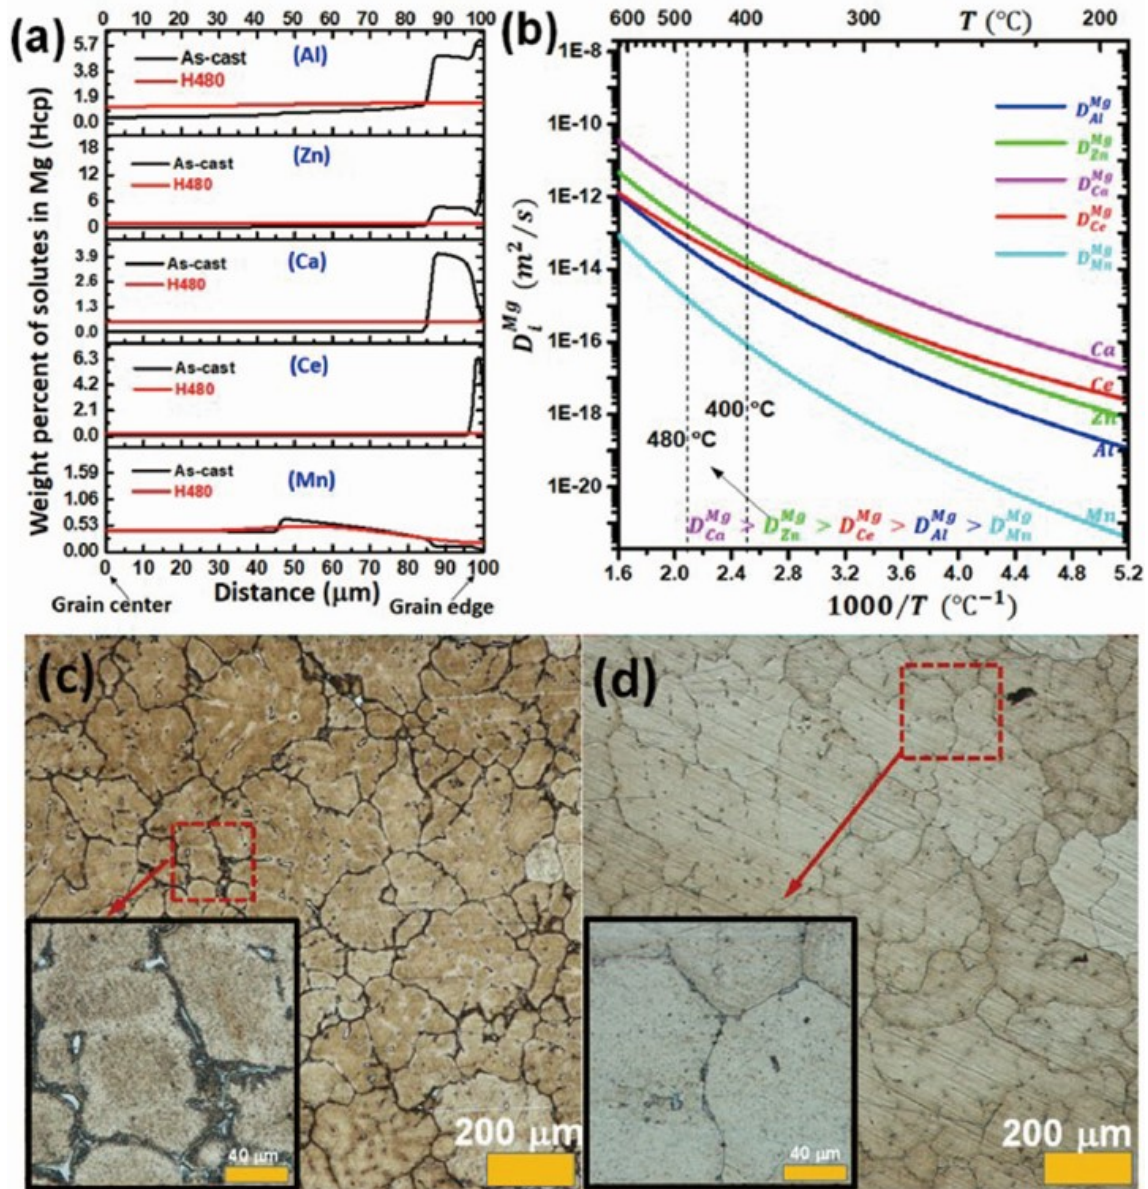 (a)
Weight percent of solutes in Mg (Hcp)
0 10 20 30 40 50 60 70 80 90 100
5.7
3.8
1.9
0.0
As-cast
H480
(Al)
18
12
6
0
As-cast
H480
(Zn)
3.9
2.6
1.3
0.0
As-cast
H480
(Ca)
6.3
4.2
2.1
0.0
As-cast
H480
(Ce)
1.59
1.06
0.53
0.00
As-cast
H480
(Mn)
0 10 20 30 40 50 60 70 80 90 100
Distance (μm)
Grain center
Grain edge
(b)
600 500 400 300 T (°C) 200
D_i^Mg (m²/s)
1E-8
1E-10
1E-12
1E-14
1E-16
1E-18
1E-20
D_Al^Mg
D_Zn^Mg
D_Ca^Mg
D_Ce^Mg
D_Mn^Mg
Ca
Ce
Zn
Al
Mn
400 °C
480 °C
D_Ca^Mg > D_Zn^Mg > D_Ce^Mg > D_Al^Mg > D_Mn^Mg
1.6 2.0 2.4 2.8 3.2 3.6 4.0 4.4 4.8 5.2
1000/T (°C⁻¹)
(c)
40 μm
200 μm
(d)
40 μm
200 μm